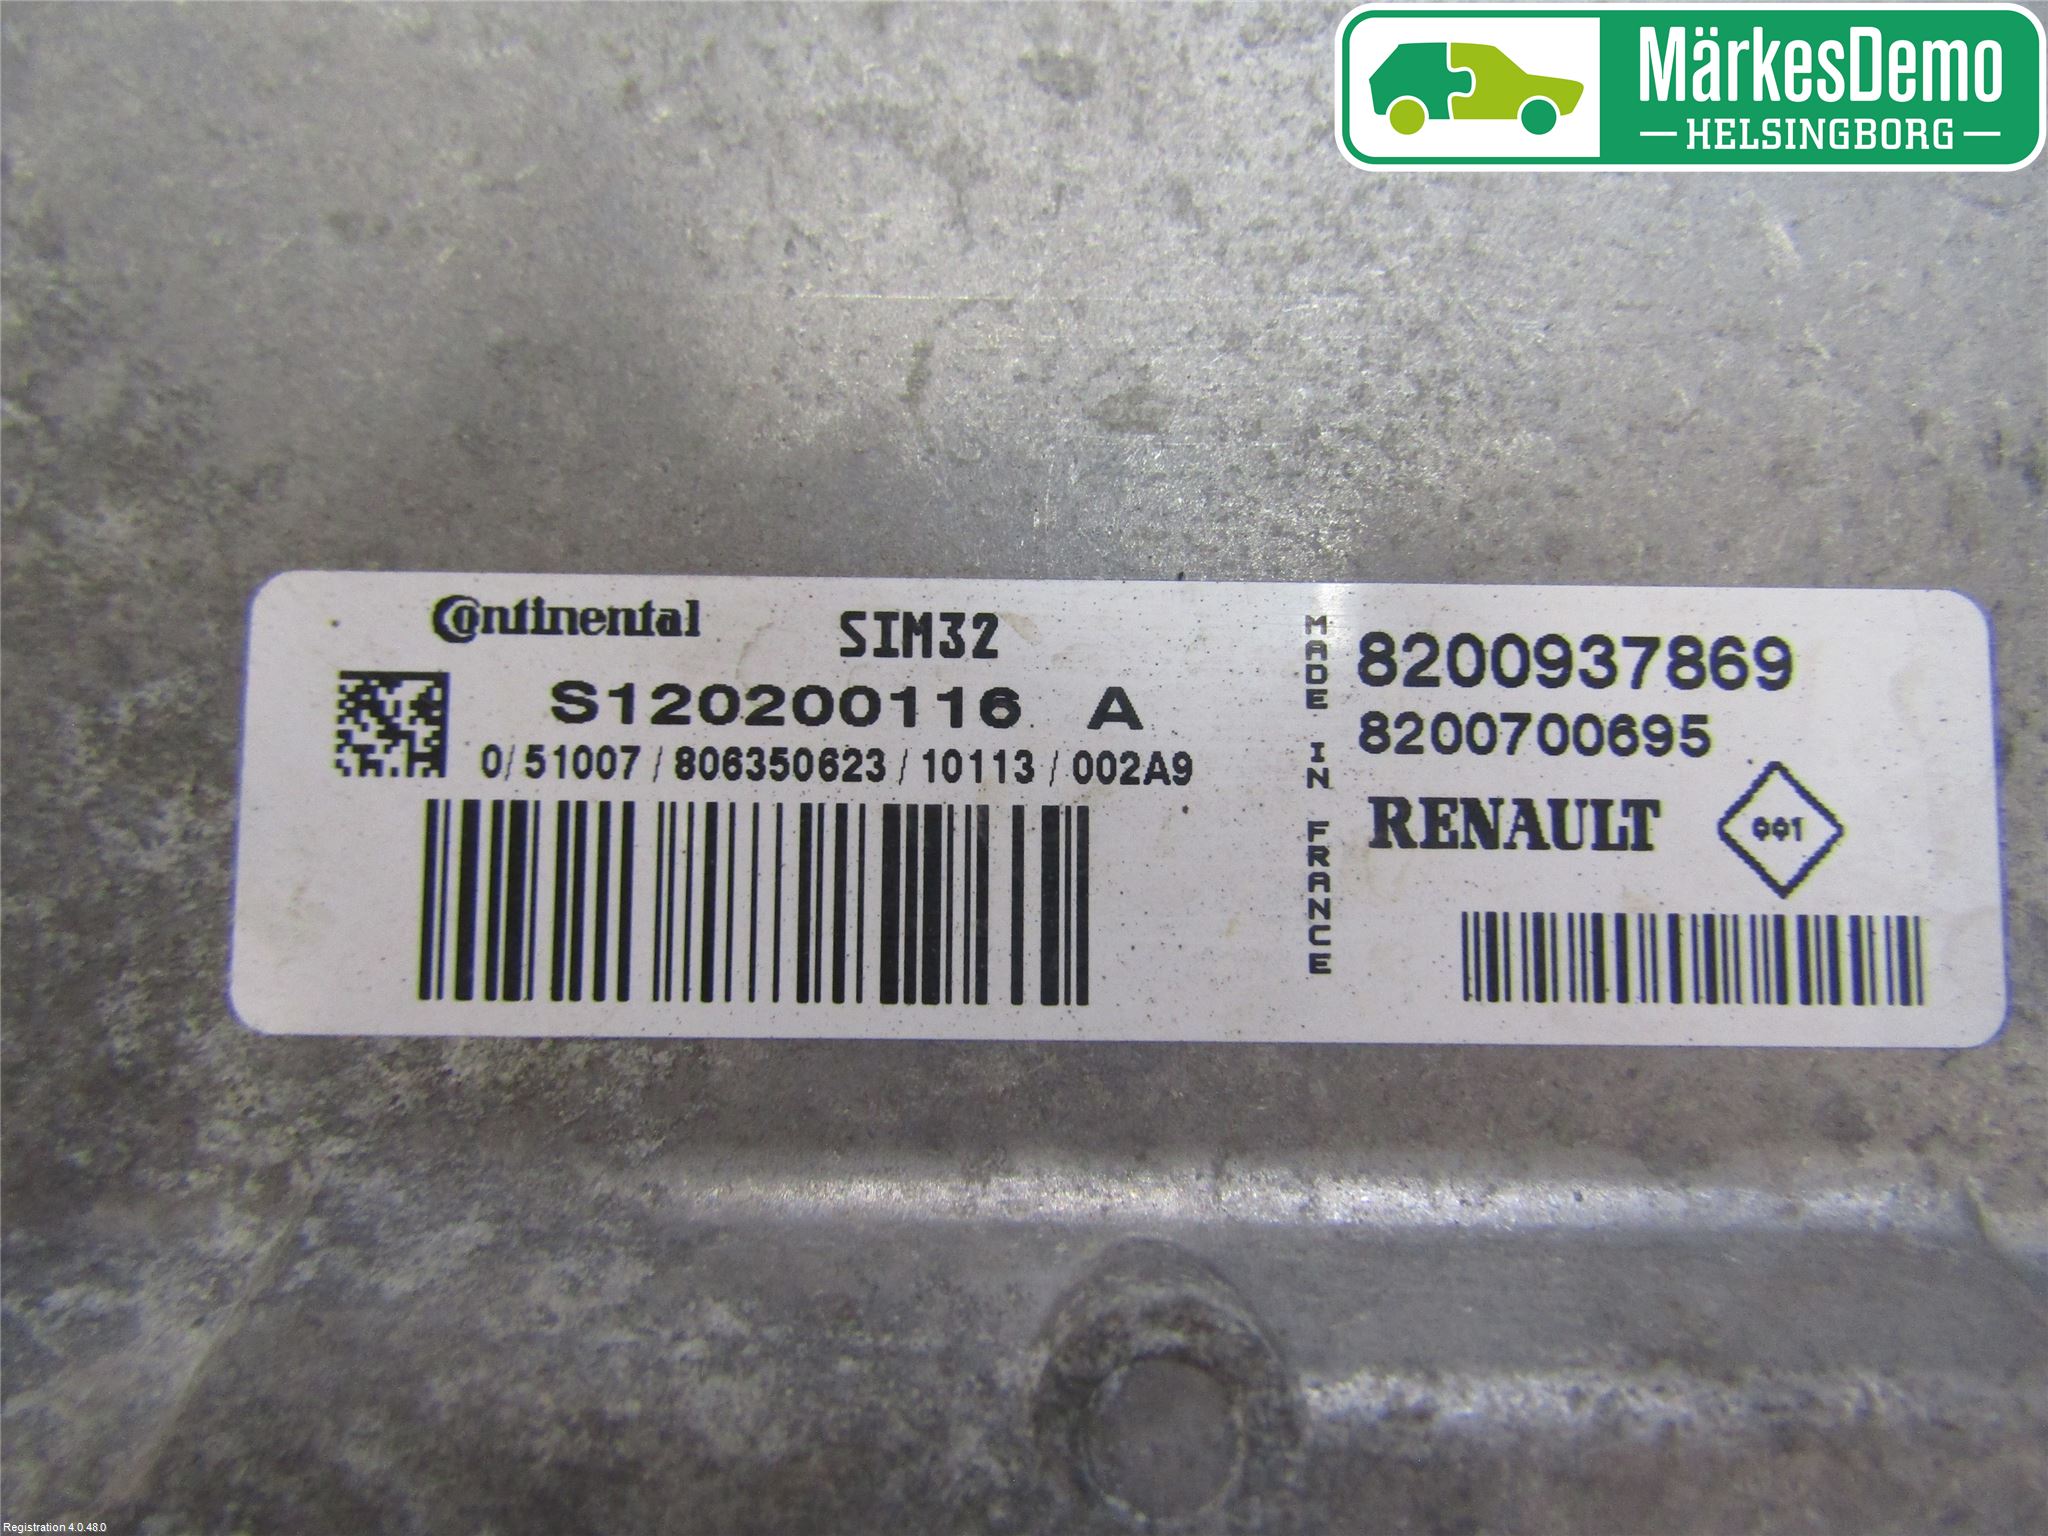 MärkesDemo
HELSINGBORG
Continental SIM32
S120200116 A
0/51007/806350623/10113/002A9
MADE IN FRANCE
8200937869
8200700695
RENAULT 001
Registration 4.0.48.0